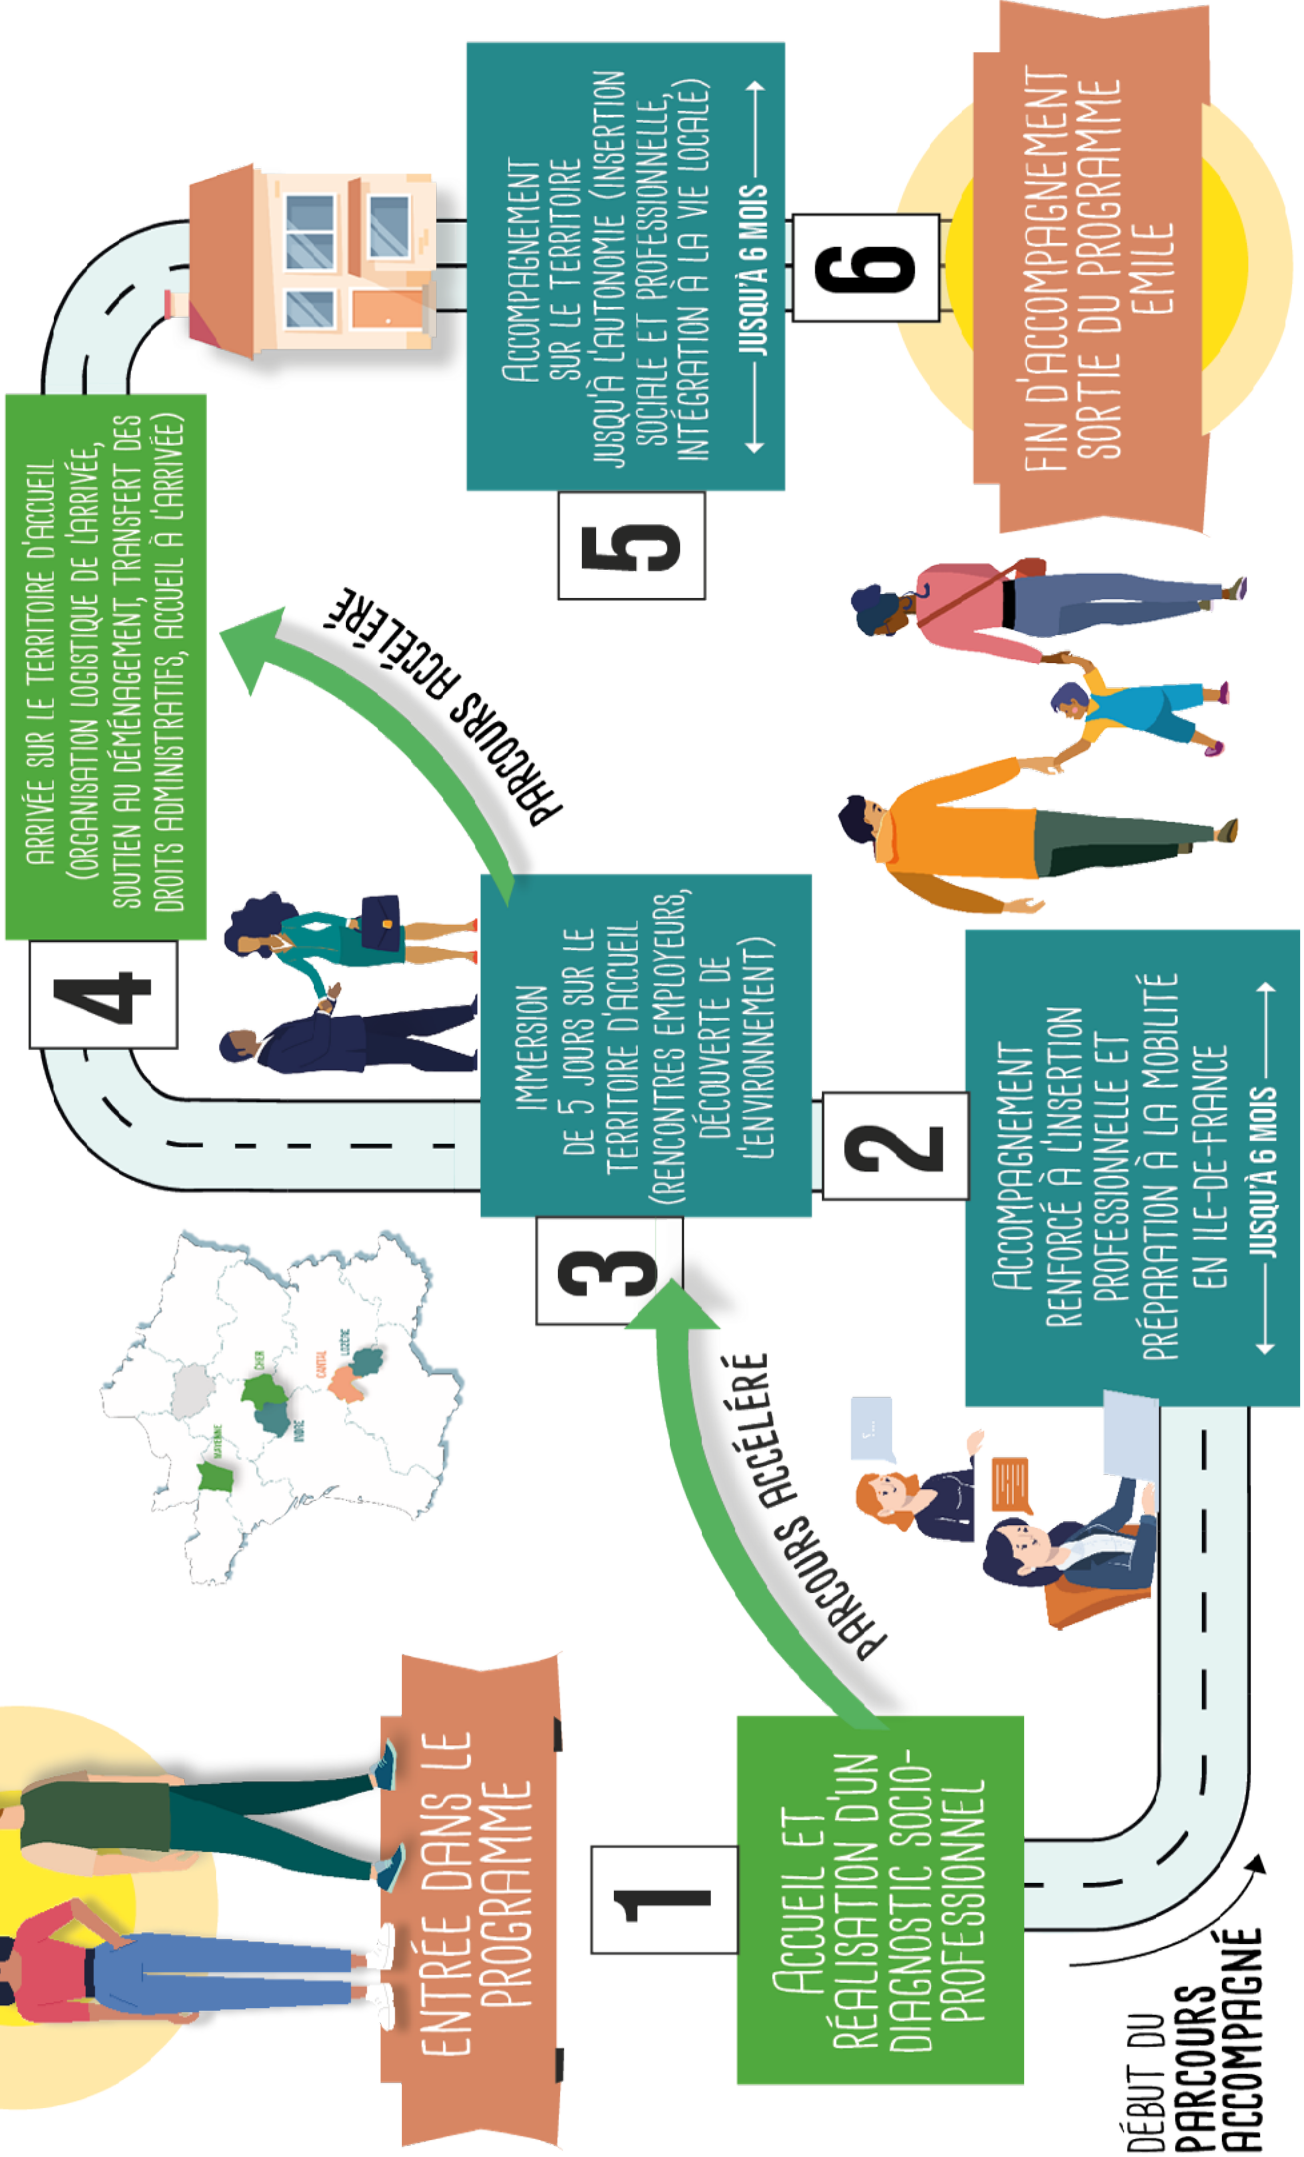 ENTRÉE DANS LE
PROGRAMME
1
ACCUEIL ET
RÉALISATION D'UN
DIAGNOSTIC SOCIO-
PROFESSIONNEL
DÉBUT DU
PARCOURS
ACCOMPAGNÉ
PARCOURS ACCÉLÉRÉ
?...
2
ACCOMPAGNEMENT
RENFORCÉ À L'INSERTION
PROFESSIONNELLE ET
PRÉPARATION À LA MOBILITÉ
EN ILE-DE-FRANCE
JUSQU'À 6 MOIS
MAYENNE
CHER
INDRE
CANTAL
LOZÈRE
3
IMMERSION
DE 5 JOURS SUR LE
TERRITOIRE D'ACCUEIL
(RENCONTRES EMPLOYEURS,
DÉCOUVERTE DE
L'ENVIRONNEMENT)
PARCOURS ACCÉLÉRÉ
4
ARRIVÉE SUR LE TERRITOIRE D'ACCUEIL
(ORGANISATION LOGISTIQUE DE L'ARRIVÉE,
SOUTIEN AU DÉMÉNAGEMENT, TRANSFERT DES
DROITS ADMINISTRATIFS, ACCUEIL À L'ARRIVÉE)
5
ACCOMPAGNEMENT
SUR LE TERRITOIRE
JUSQU'À L'AUTONOMIE (INSERTION
SOCIALE ET PROFESSIONNELLE,
INTÉGRATION À LA VIE LOCALE)
JUSQU'À 6 MOIS
6
FIN D'ACCOMPAGNEMENT
SORTIE DU PROGRAMME
EMILE